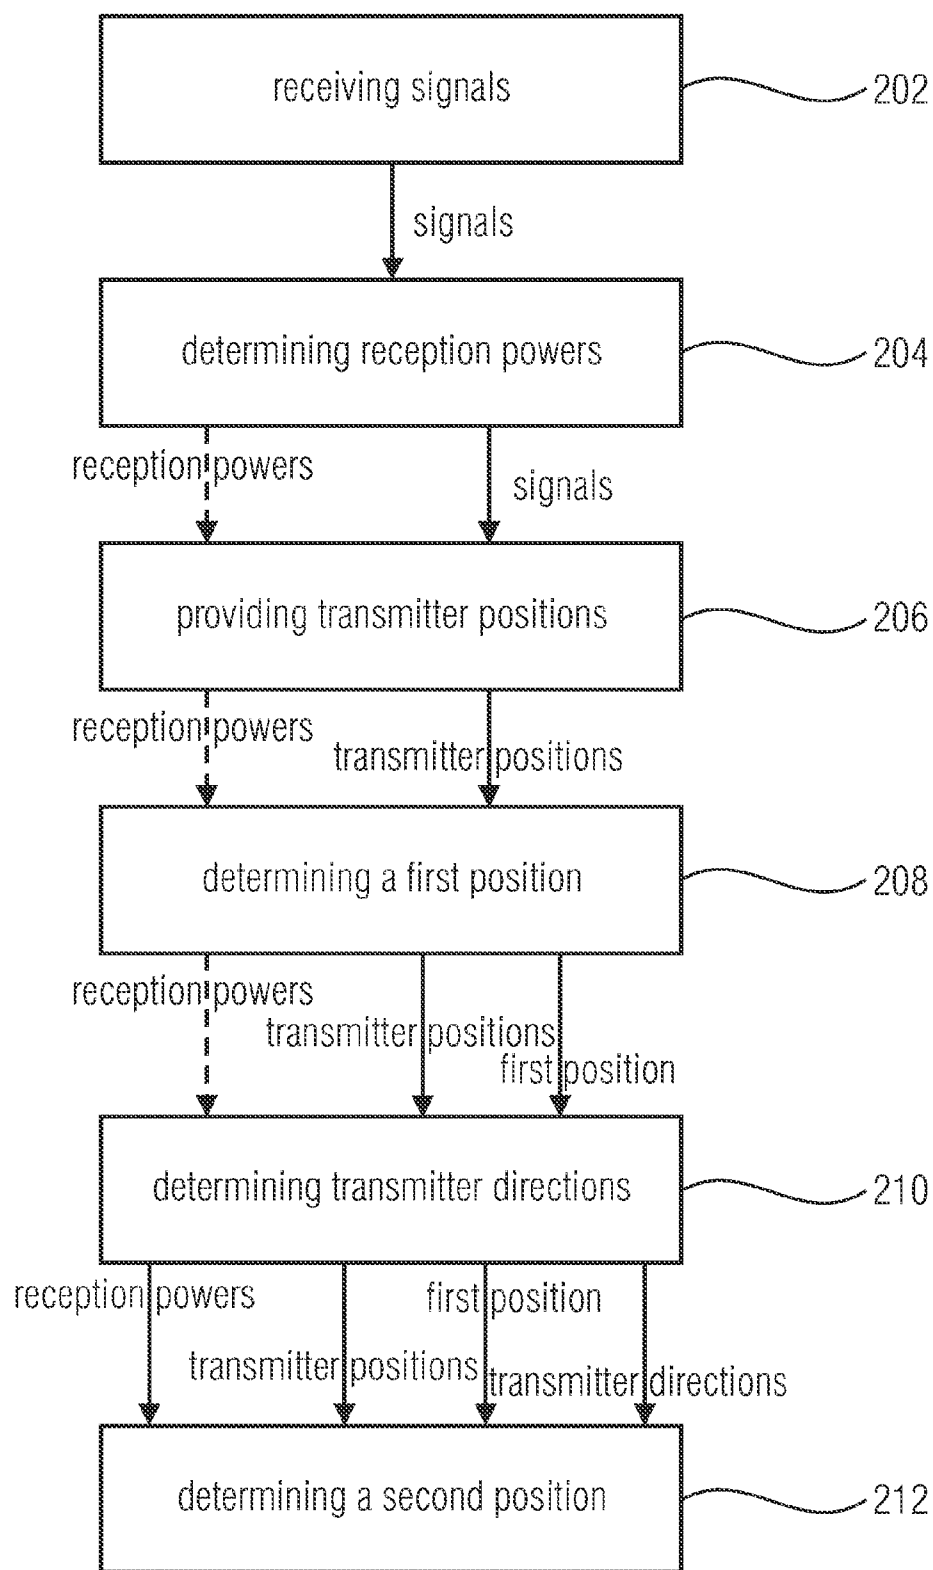 receiving signals
202
signals
determining reception powers
204
reception powers
signals
providing transmitter positions
206
reception powers
transmitter positions
determining a first position
208
reception powers
transmitter positions
first position
determining transmitter directions
210
reception powers
first position
transmitter positions
transmitter directions
determining a second position
212